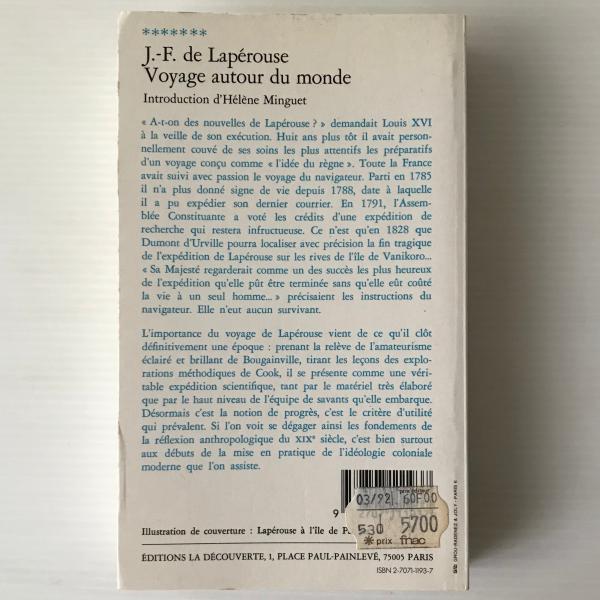 *******
J.-F. de Lapérouse
Voyage autour du monde
Introduction d'Hélène Minguet
« A-t-on des nouvelles de Lapérouse ? » demandait Louis XVI
à la veille de son exécution. Huit ans plus tôt il avait person-
nellement couvé de ses soins les plus attentifs les préparatifs
d'un voyage conçu comme « l'idée du règne ». Toute la France
avait suivi avec passion le voyage du navigateur. Parti en 1785
il n'a plus donné signe de vie depuis 1788, date à laquelle
il a pu expédier son dernier courrier. En 1791, l'Assem-
blée Constituante a voté les crédits d'une expédition de
recherche qui restera infructueuse. Ce n'est qu'en 1828 que
Dumont d'Urville pourra localiser avec précision la fin tragique
de l'expédition de Lapérouse sur les rives de l'île de Vanikoro...
« Sa Majesté regarderait comme un des succès les plus heureux
de l'expédition qu'elle pût être terminée sans qu'elle eût coûté
la vie à un seul homme... » précisaient les instructions du
navigateur. Elle n'eut aucun survivant.
L'importance du voyage de Lapérouse vient de ce qu'il clôt
définitivement une époque : prenant la relève de l'amateurisme
éclairé et brillant de Bougainville, tirant les leçons des explo-
rations méthodiques de Cook, il se présente comme une véri-
table expédition scientifique, tant par le matériel très élaboré
que par le haut niveau de l'équipe de savants qu'elle embarque.
Désormais c'est la notion de progrès, c'est le critère d'utilité
qui prévalent. Si l'on voit se dégager ainsi les fondements de
la réflexion anthropologique du XIXe siècle, c'est bien surtout
aux débuts de la mise en pratique de l'idéologie coloniale
moderne que l'on assiste.
prix éditeur
03/92 60F00
9
530 5700
* prix fnac
Illustration de couverture : Lapérouse à l'île de
ÉDITIONS LA DÉCOUVERTE, 1, PLACE PAUL-PAINLEVÉ, 75005 PARIS
ISBN 2-7071-1193-7